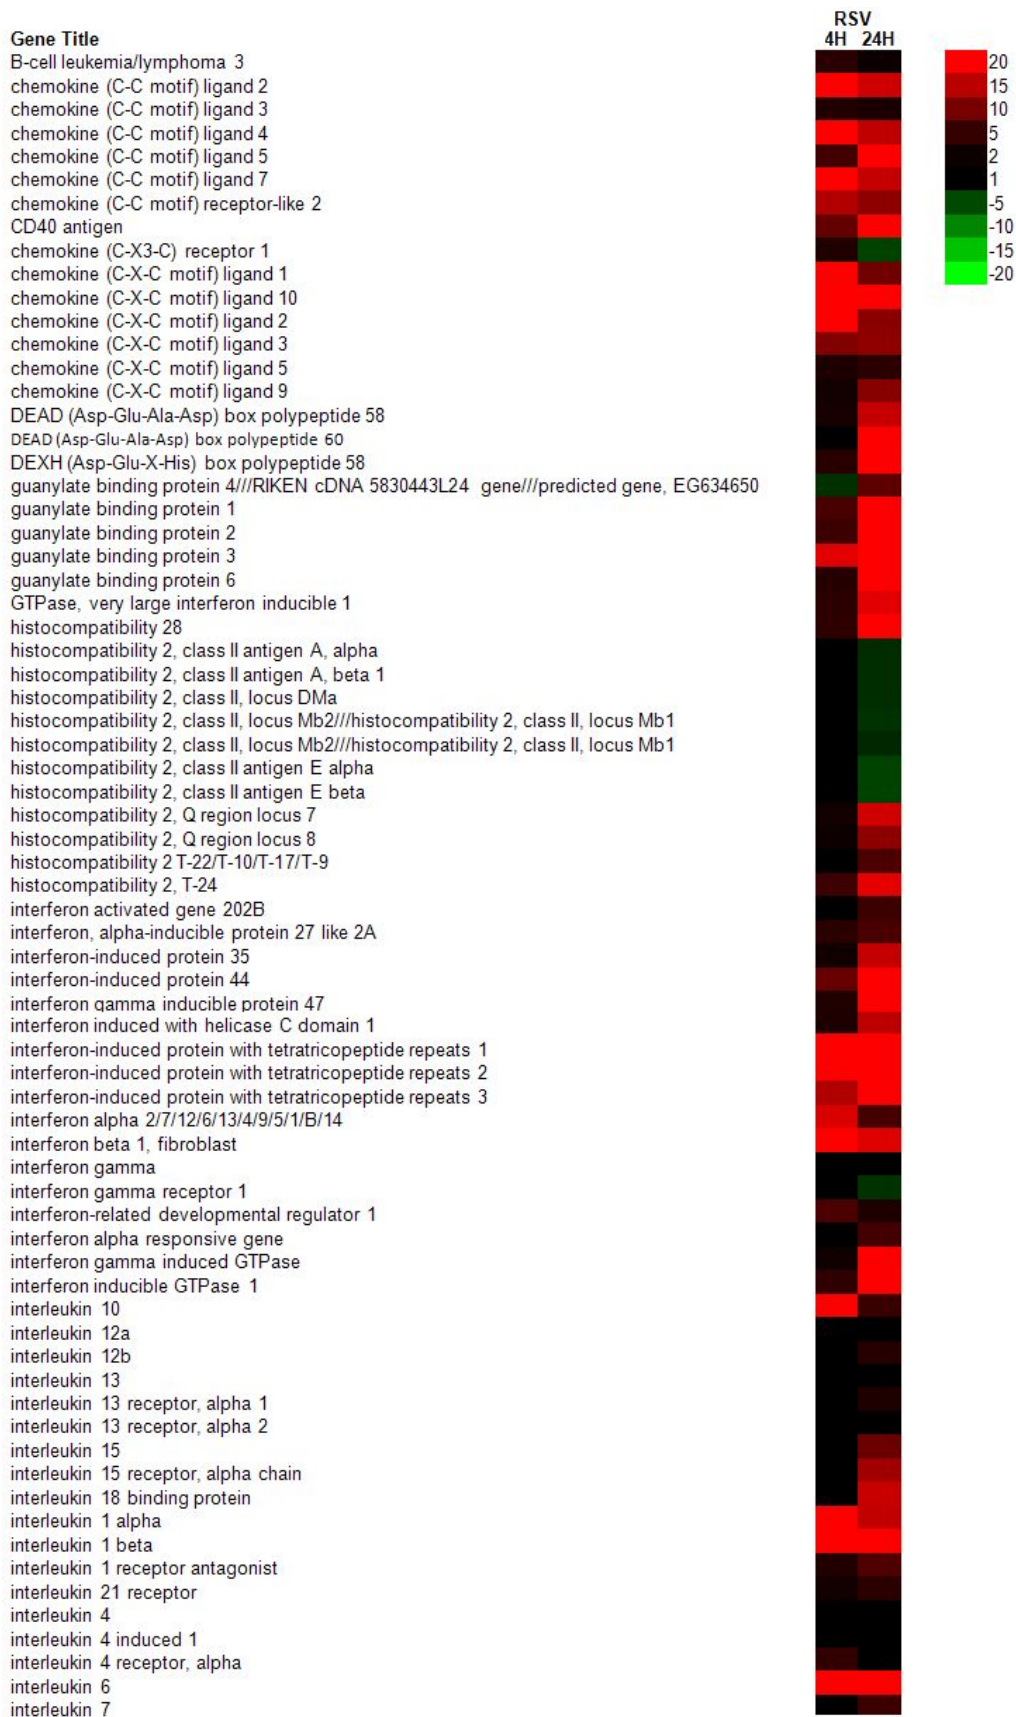 RSV
Gene Title 4H 24H
B-cell leukemia/lymphoma 3
chemokine (C-C motif) ligand 2
chemokine (C-C motif) ligand 3
chemokine (C-C motif) ligand 4
chemokine (C-C motif) ligand 5
chemokine (C-C motif) ligand 7
chemokine (C-C motif) receptor-like 2
CD40 antigen
chemokine (C-X3-C) receptor 1
chemokine (C-X-C motif) ligand 1
chemokine (C-X-C motif) ligand 10
chemokine (C-X-C motif) ligand 2
chemokine (C-X-C motif) ligand 3
chemokine (C-X-C motif) ligand 5
chemokine (C-X-C motif) ligand 9
DEAD (Asp-Glu-Ala-Asp) box polypeptide 58
DEAD (Asp-Glu-Ala-Asp) box polypeptide 60
DEXH (Asp-Glu-X-His) box polypeptide 58
guanylate binding protein 4///RIKEN cDNA 5830443L24 gene///predicted gene, EG634650
guanylate binding protein 1
guanylate binding protein 2
guanylate binding protein 3
guanylate binding protein 6
GTPase, very large interferon inducible 1
histocompatibility 28
histocompatibility 2, class II antigen A, alpha
histocompatibility 2, class II antigen A, beta 1
histocompatibility 2, class II, locus DMa
histocompatibility 2, class II, locus Mb2///histocompatibility 2, class II, locus Mb1
histocompatibility 2, class II, locus Mb2///histocompatibility 2, class II, locus Mb1
histocompatibility 2, class II antigen E alpha
histocompatibility 2, class II antigen E beta
histocompatibility 2, Q region locus 7
histocompatibility 2, Q region locus 8
histocompatibility 2 T-22/T-10/T-17/T-9
histocompatibility 2, T-24
interferon activated gene 202B
interferon, alpha-inducible protein 27 like 2A
interferon-induced protein 35
interferon-induced protein 44
interferon gamma inducible protein 47
interferon induced with helicase C domain 1
interferon-induced protein with tetratricopeptide repeats 1
interferon-induced protein with tetratricopeptide repeats 2
interferon-induced protein with tetratricopeptide repeats 3
interferon alpha 2/7/12/6/13/4/9/5/1/B/14
interferon beta 1, fibroblast
interferon gamma
interferon gamma receptor 1
interferon-related developmental regulator 1
interferon alpha responsive gene
interferon gamma induced GTPase
interferon inducible GTPase 1
interleukin 10
interleukin 12a
interleukin 12b
interleukin 13
interleukin 13 receptor, alpha 1
interleukin 13 receptor, alpha 2
interleukin 15
interleukin 15 receptor, alpha chain
interleukin 18 binding protein
interleukin 1 alpha
interleukin 1 beta
interleukin 1 receptor antagonist
interleukin 21 receptor
interleukin 4
interleukin 4 induced 1
interleukin 4 receptor, alpha
interleukin 6
interleukin 7
20
15
10
5
2
1
-5
-10
-15
-20